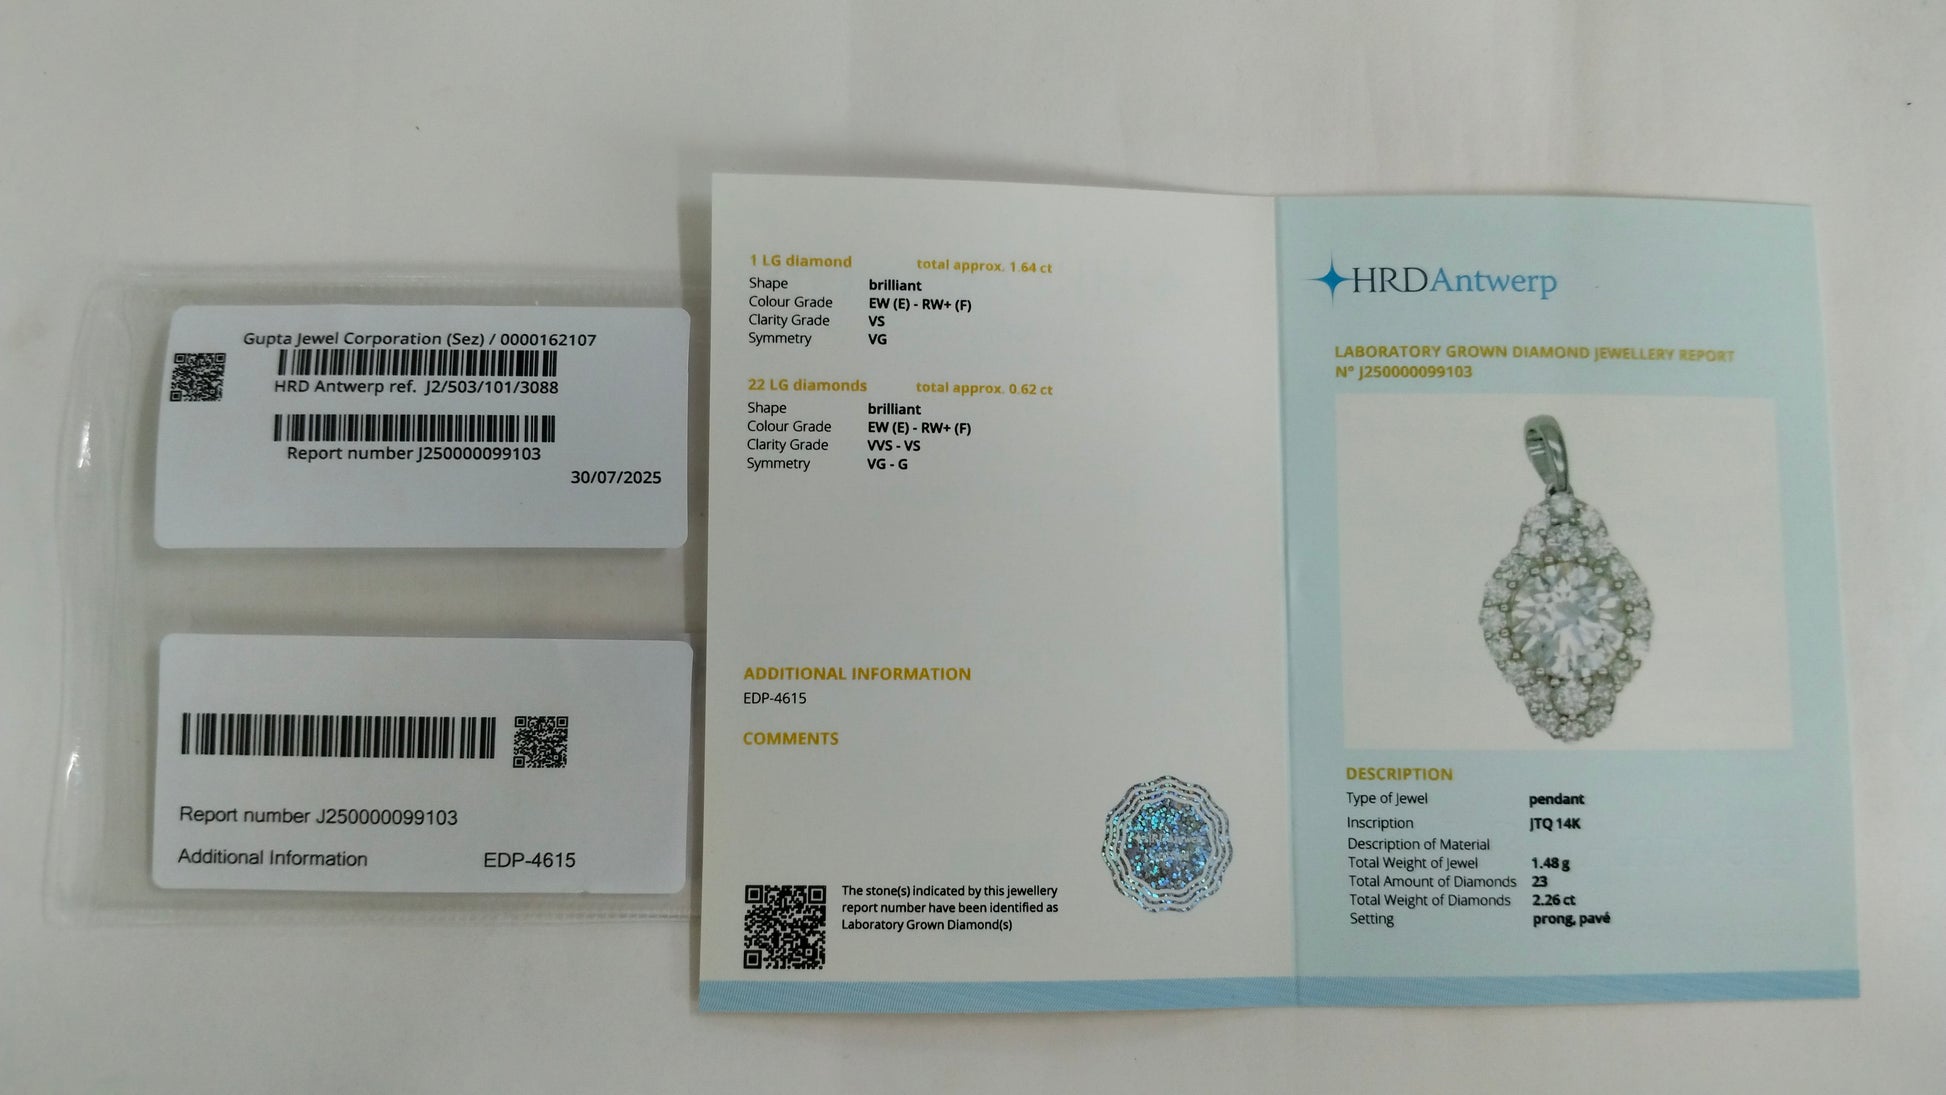 Gupta Jewel Corporation (Sez) / 0000162107
HRD Antwerp ref. J2/503/101/3088
Report number J250000099103
30/07/2025
Report number J250000099103
Additional Information EDP-4615
1 LG diamond total approx. 1.64 ct
Shape brilliant
Colour Grade EW (E) - RW+ (F)
Clarity Grade VS
Symmetry VG
22 LG diamonds total approx. 0.62 ct
Shape brilliant
Colour Grade EW (E) - RW+ (F)
Clarity Grade VVS - VS
Symmetry VG - G
ADDITIONAL INFORMATION
EDP-4615
COMMENTS
The stone(s) indicated by this jewellery
report number have been identified as
Laboratory Grown Diamond(s)
HRDAntwerp
LABORATORY GROWN DIAMOND JEWELLERY REPORT
N° J250000099103
DESCRIPTION
Type of Jewel pendant
Inscription JTQ 14K
Description of Material
Total Weight of Jewel 1.48 g
Total Amount of Diamonds 23
Total Weight of Diamonds 2.26 ct
Setting prong, pavé